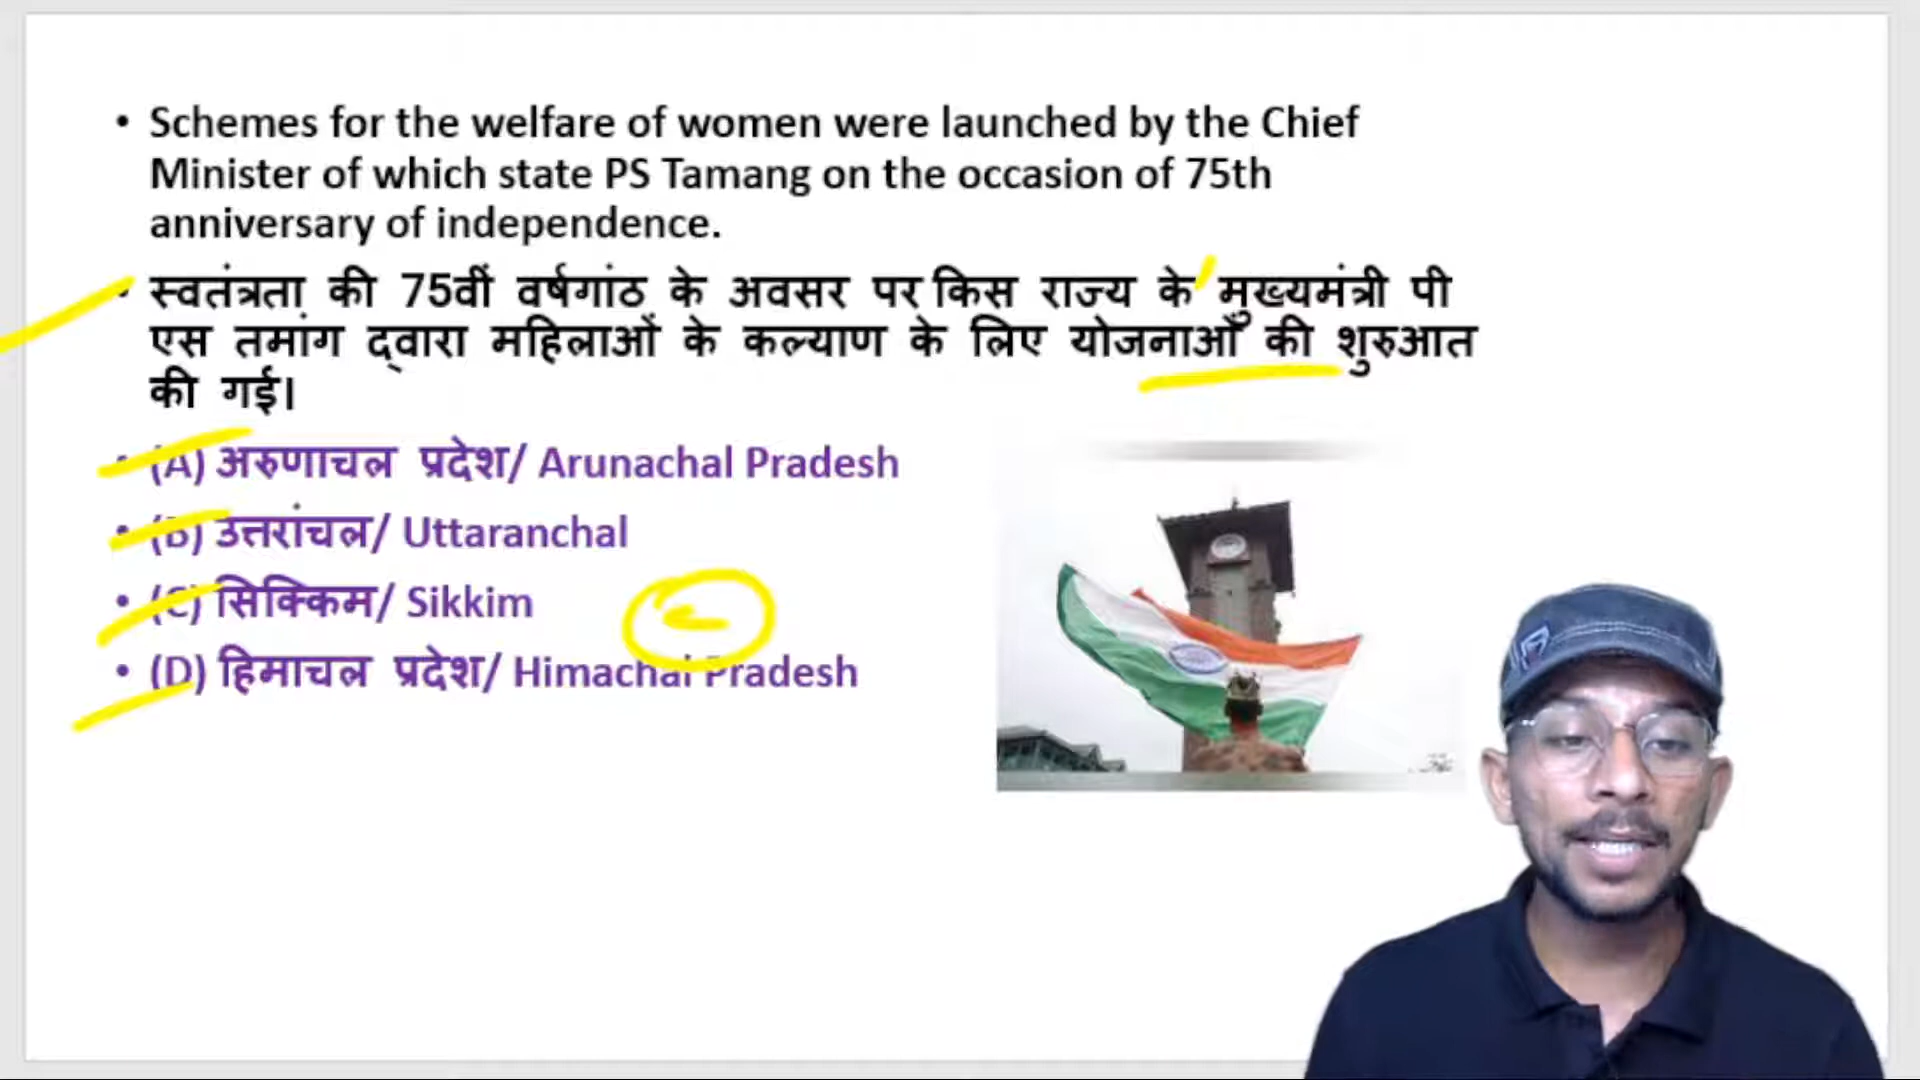 • Schemes for the welfare of women were launched by the Chief
Minister of which state PS Tamang on the occasion of 75th
anniversary of independence.
• स्वतंत्रता की 75वीं वर्षगांठ के अवसर पर किस राज्य के मुख्यमंत्री पी
एस तमांग द्वारा महिलाओं के कल्याण के लिए योजनाओं की शुरुआत
की गई।
• (A) अरुणाचल प्रदेश/ Arunachal Pradesh
• (B) उत्तरांचल/ Uttaranchal
• (C) सिक्किम/ Sikkim
• (D) हिमाचल प्रदेश/ Himachal Pradesh